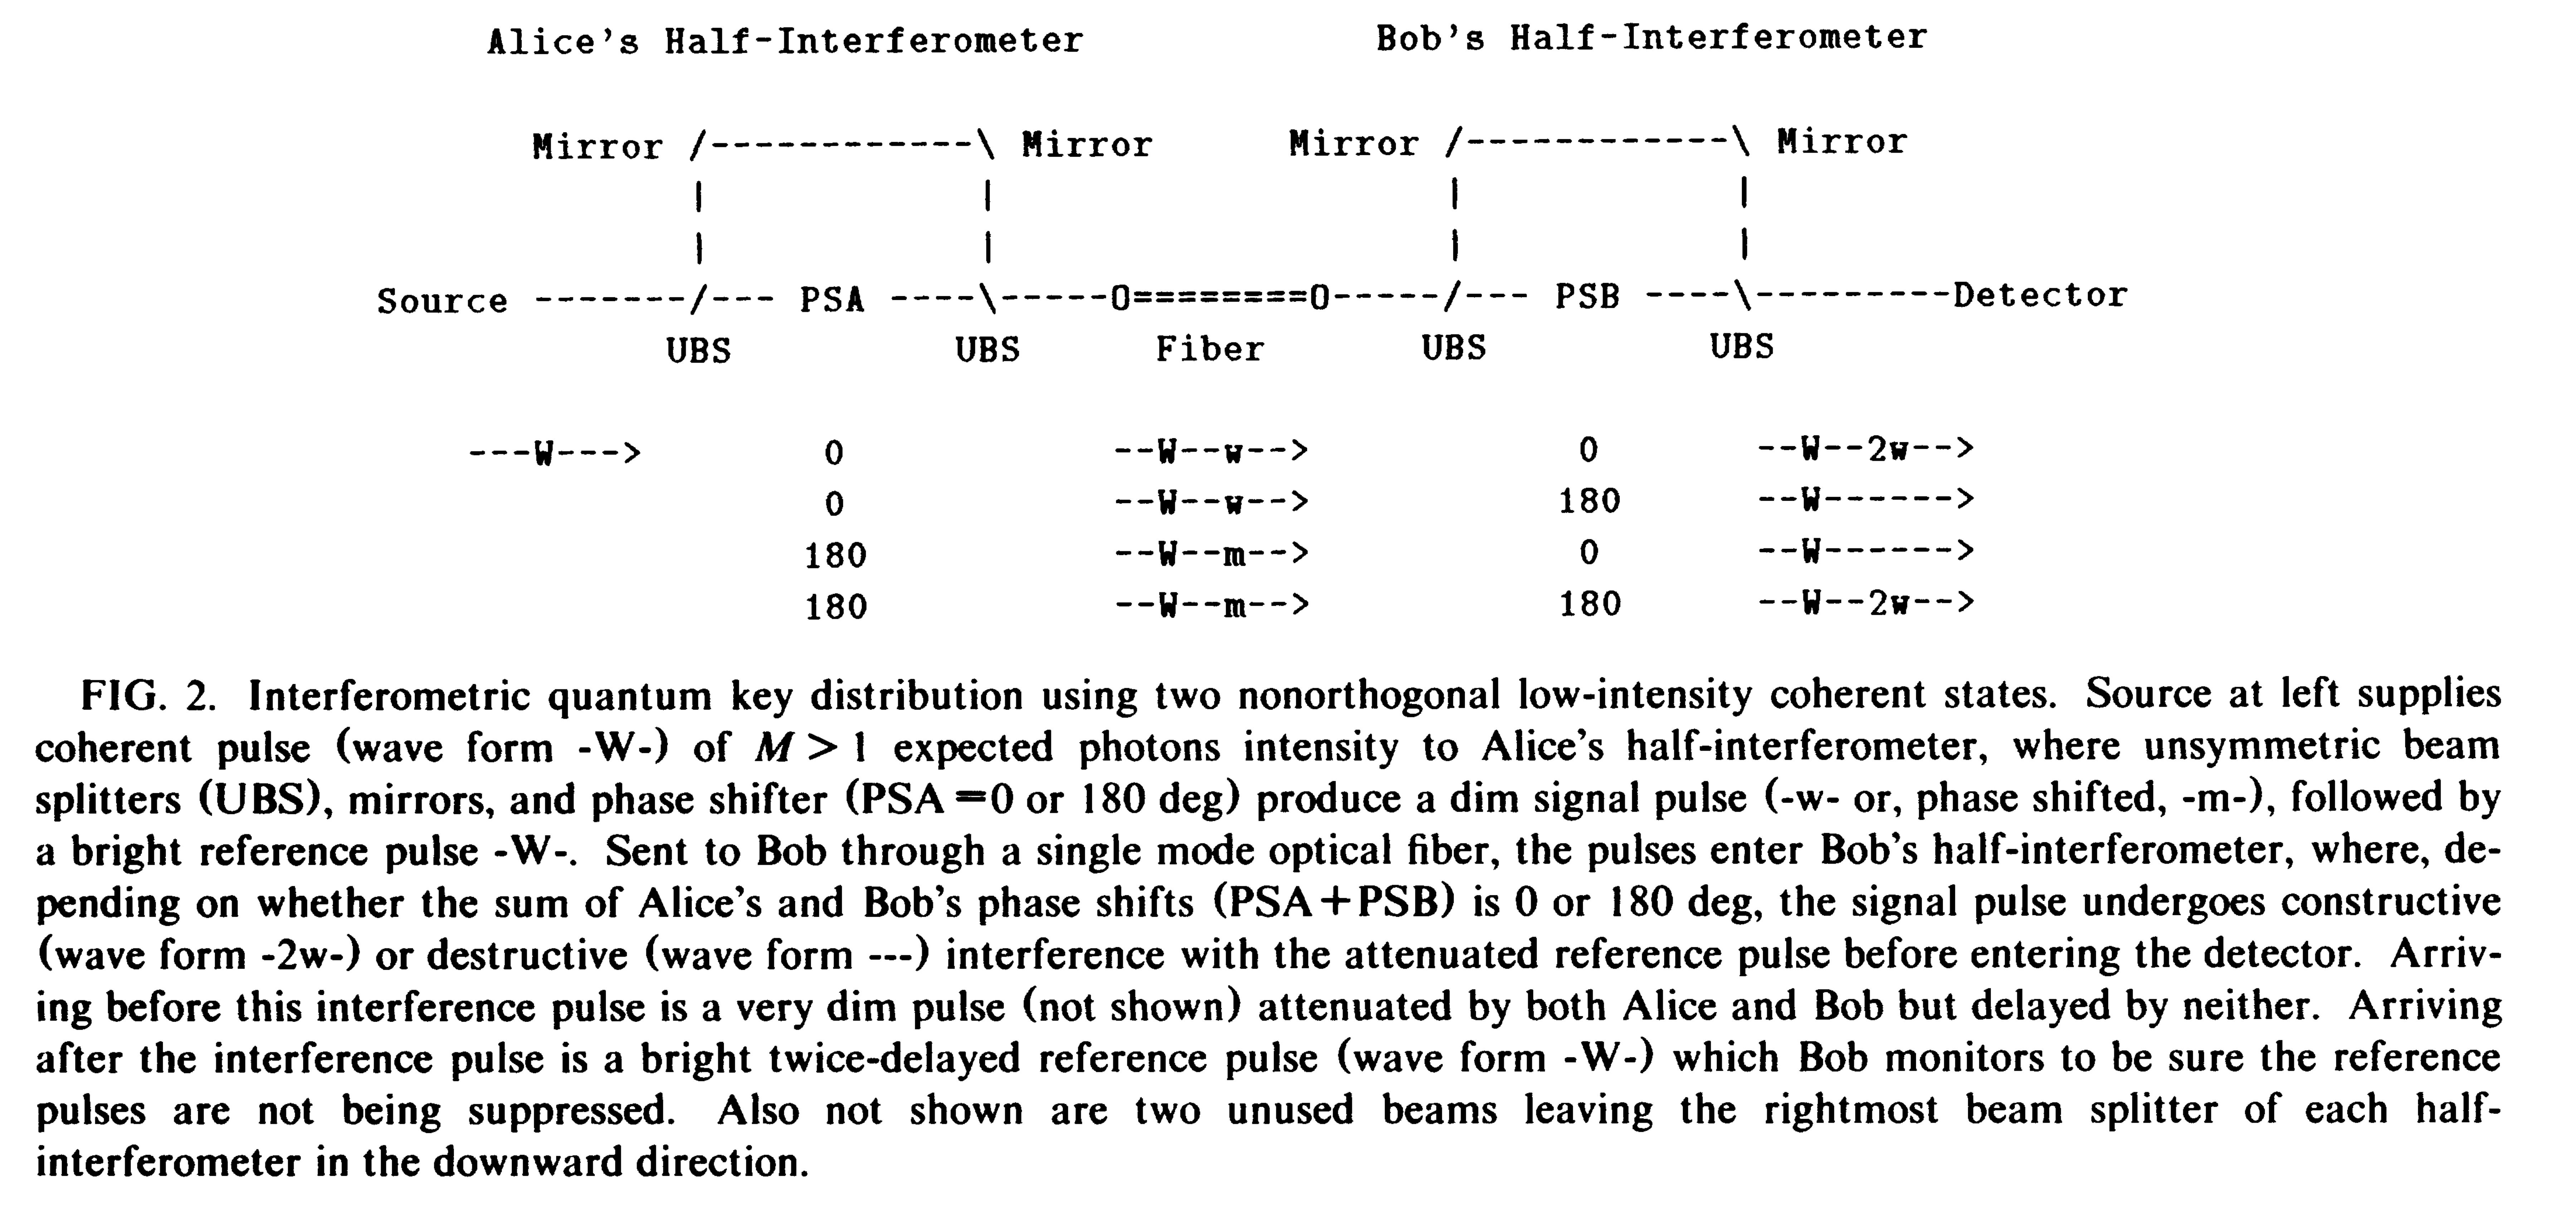 Alice's Half-Interferometer Bob's Half-Interferometer
Mirror /-------------\ Mirror Mirror /------------\ Mirror
| | | |
| | | |
Source -------/--- PSA ----\------0========0-----/--- PSB ----\---------Detector
UBS UBS Fiber UBS UBS
---W---> 0 --W--w--> 0 --W--2w-->
0 --W--w--> 180 --W------>
180 --W--m--> 0 --W------>
180 --W--m--> 180 --W--2w-->
FIG. 2. Interferometric quantum key distribution using two nonorthogonal low-intensity coherent states. Source at left supplies
coherent pulse (wave form -W-) of M > 1 expected photons intensity to Alice's half-interferometer, where unsymmetric beam
splitters (UBS), mirrors, and phase shifter (PSA=0 or 180 deg) produce a dim signal pulse (-w- or, phase shifted, -m-), followed by
a bright reference pulse -W-. Sent to Bob through a single mode optical fiber, the pulses enter Bob's half-interferometer, where, de-
pending on whether the sum of Alice's and Bob's phase shifts (PSA+PSB) is 0 or 180 deg, the signal pulse undergoes constructive
(wave form -2w-) or destructive (wave form ---) interference with the attenuated reference pulse before entering the detector. Arriv-
ing before this interference pulse is a very dim pulse (not shown) attenuated by both Alice and Bob but delayed by neither. Arriving
after the interference pulse is a bright twice-delayed reference pulse (wave form -W-) which Bob monitors to be sure the reference
pulses are not being suppressed. Also not shown are two unused beams leaving the rightmost beam splitter of each half-
interferometer in the downward direction.